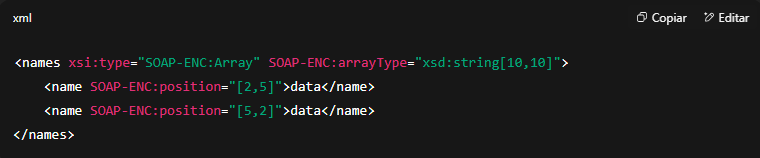 xml Copiar Editar
<names xsi:type="SOAP-ENC:Array" SOAP-ENC:arrayType="xsd:string[10,10]">
    <name SOAP-ENC:position="[2,5]">data</name>
    <name SOAP-ENC:position="[5,2]">data</name>
</names>